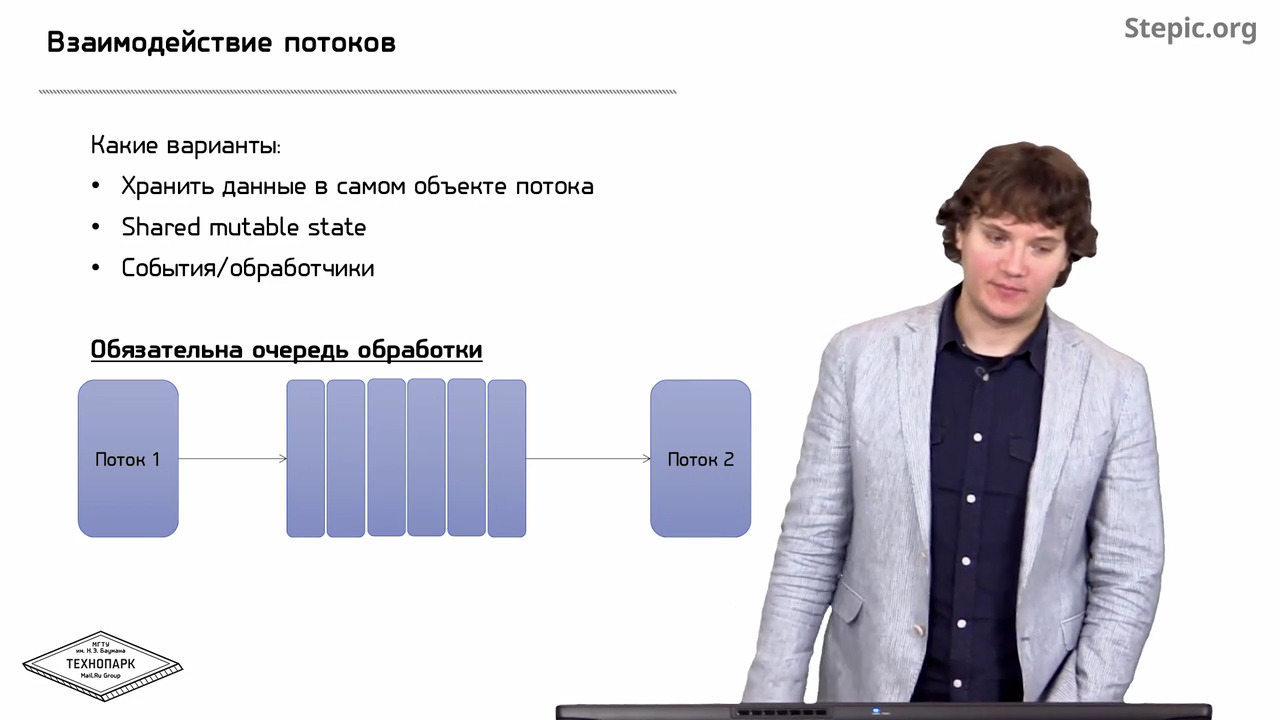 Взаимодействие потоков
Stepic.org
Какие варианты:
• Хранить данные в самом объекте потока
• Shared mutable state
• События/обработчики
Обязательна очередь обработки
Поток 1
Поток 2
МГТУ
им. Н.Э. Баумана
ТЕХНОПАРК
Mail.Ru Group